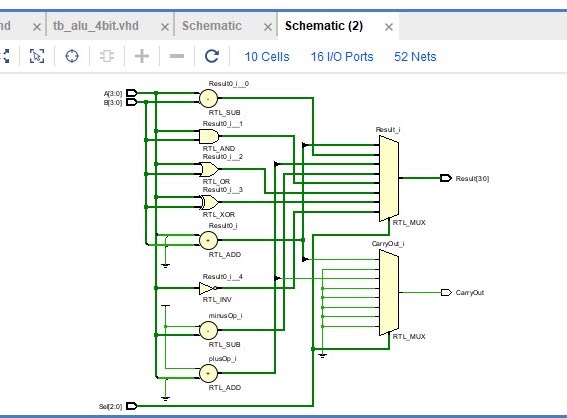 nd
tb_alu_4bit.vhd
Schematic
Schematic (2)
10 Cells
16 I/O Ports
52 Nets
A[3:0]
B[3:0]
Result0_i__0
RTL_SUB
Result0_i__1
RTL_AND
Result0_i__2
RTL_OR
Result0_i__3
RTL_XOR
Result0_i
RTL_ADD
Result0_i__4
RTL_INV
minusOp_i
RTL_SUB
plusOp_i
RTL_ADD
Sel[2:0]
Result_i
RTL_MUX
Result[3:0]
CarryOut_i
RTL_MUX
CarryOut